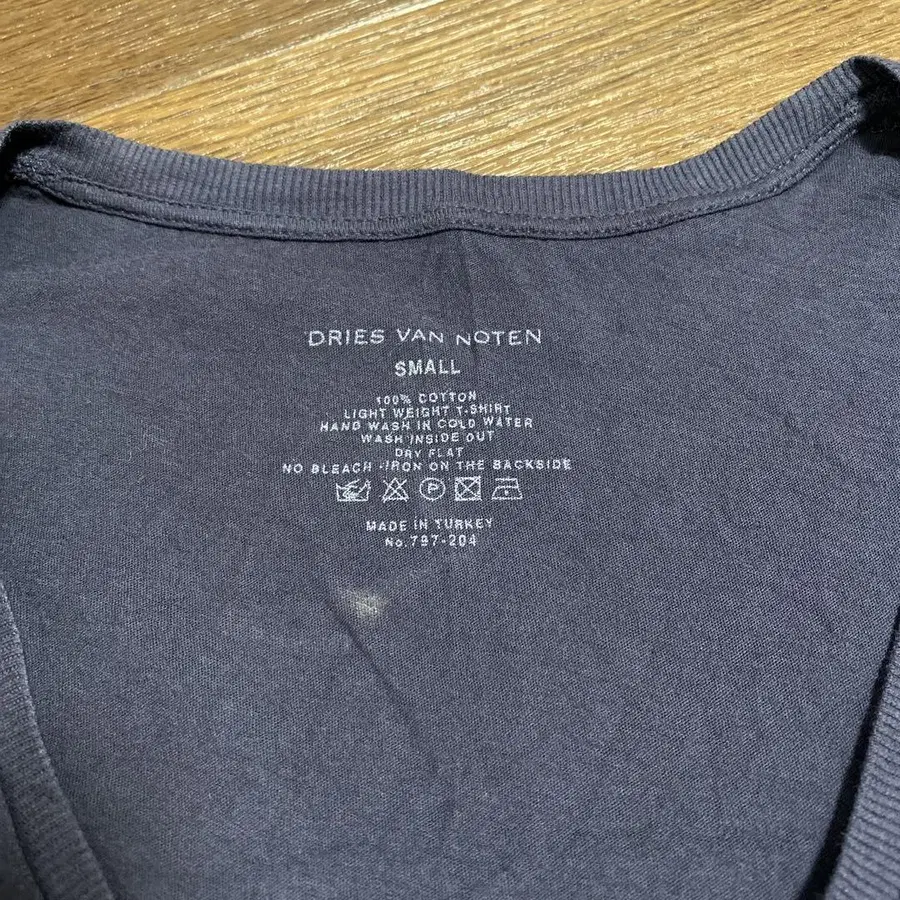 DRIES VAN NOTEN
SMALL
100% COTTON
LIGHT WEIGHT T-SHIRT
HAND WASH IN COLD WATER
WASH INSIDE OUT
DRY FLAT
NO BLEACH -IRON ON THE BACKSIDE
P
MADE IN TURKEY
No.797-204